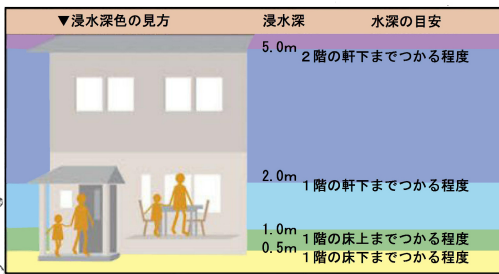 ▼浸水深色の見方 浸水深 水深の目安
5.0m 2階の軒下までつかる程度
2.0m 1階の軒下までつかる程度
1.0m 1階の床上までつかる程度
0.5m 1階の床下までつかる程度